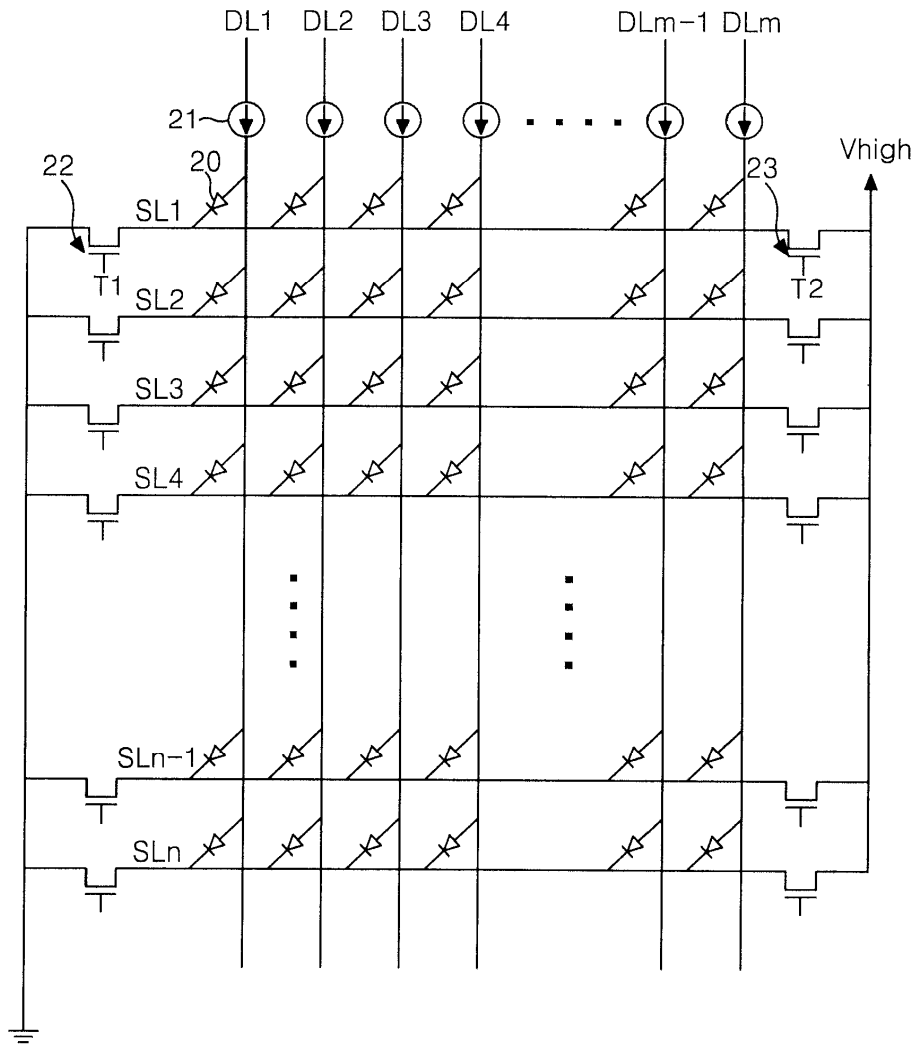 DL1 DL2 DL3 DL4 DLm-1 DLm
21
Vhigh
22 20 23
SL1
T1 T2
SL2
SL3
SL4
SLn-1
SLn